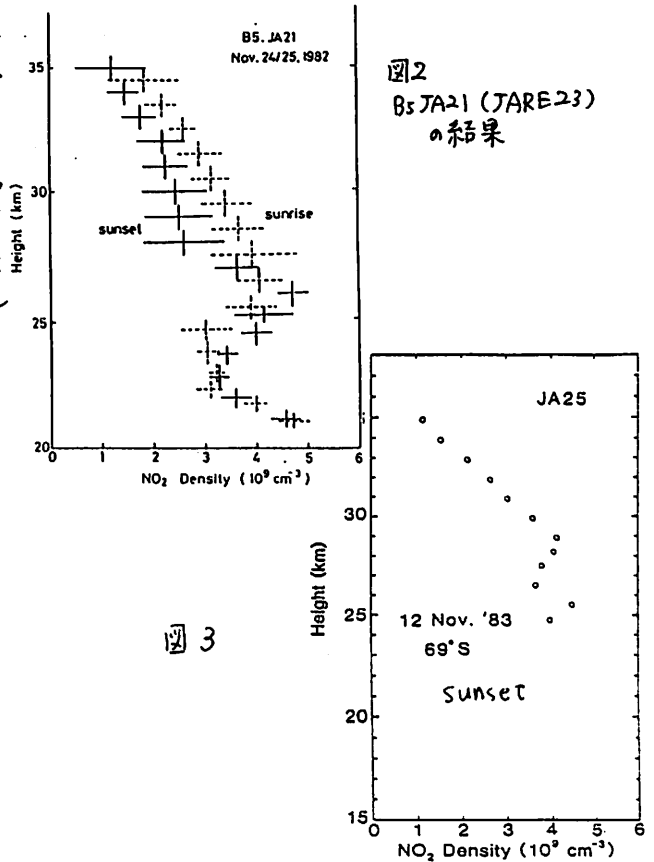 B5. JA21
Nov. 24/25, 1982
35
30
25
20
Height (km)
sunset
sunrise
0
1
2
3
4
5
6
NO₂ Density (10⁹ cm⁻³)
図2
B5 JA21 (JARE23)
の結果
図3
JA25
30
25
20
15
Height (km)
12 Nov. '83
69°S
sunset
0
1
2
3
4
5
6
NO₂ Density (10⁹ cm⁻³)